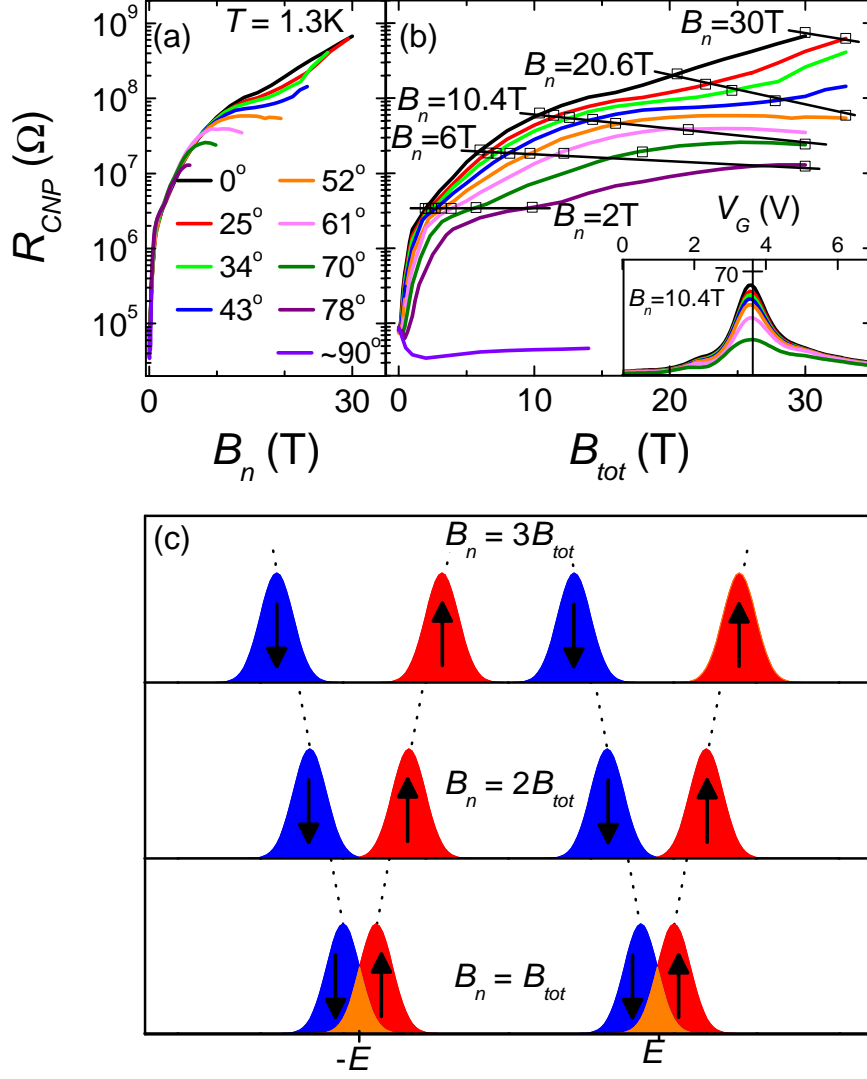 (a) T = 1.3K
(b)
R_CNP (Ω)
10⁹
10⁸
10⁷
10⁶
10⁵
0°
25°
34°
43°
~90°
52°
61°
70°
78°
0 30
B_n (T)
B_n=30T
B_n=20.6T
B_n=10.4T
B_n=6T
B_n=2T
V_G (V)
0 2 4 6
70
B_n=10.4T
0 10 20 30
B_tot (T)
(c)
B_n = 3B_tot
B_n = 2B_tot
B_n = B_tot
-E E